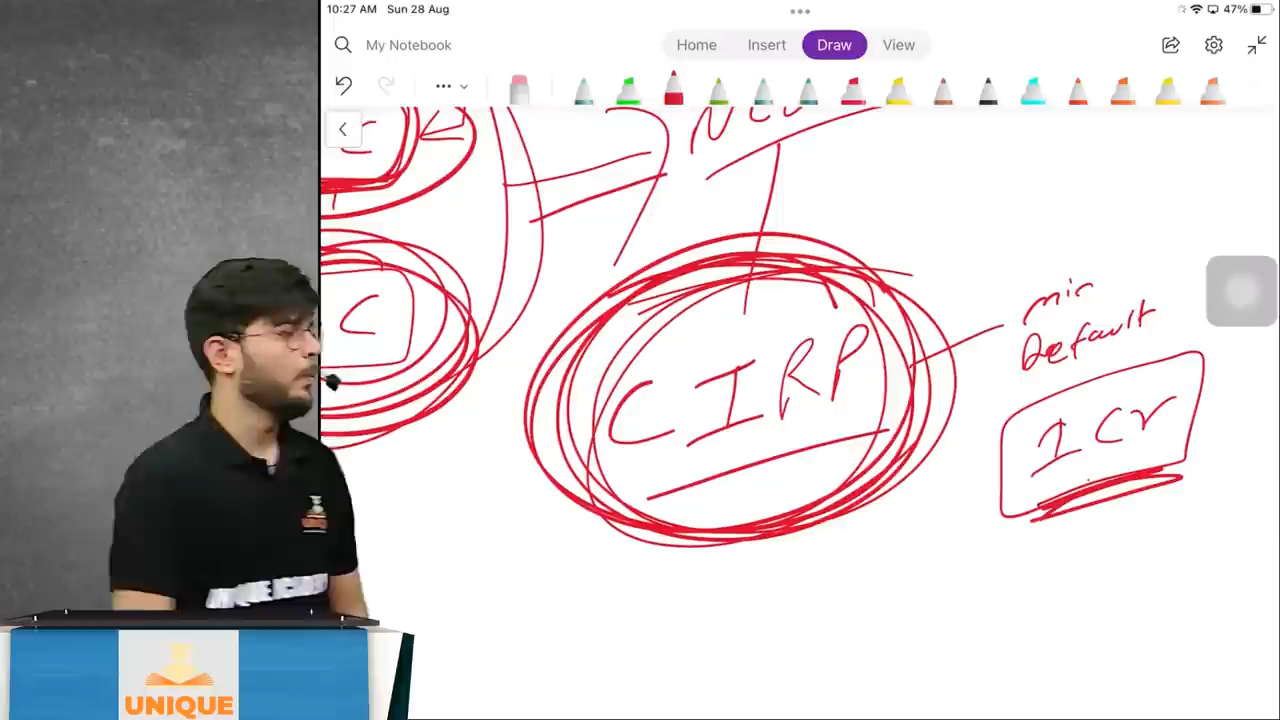 10:27 AM Sun 28 Aug
47%
My Notebook
Home Insert Draw View
C
CIRP
min
Default
1 Cr
UNIQUE